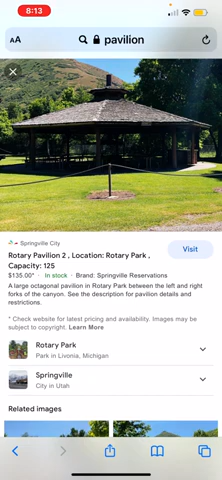 8:13
AA pavilion
Springville City
Rotary Pavilion 2 , Location: Rotary Park ,
Capacity: 125
Visit
$135.00* · In stock · Brand: Springville Reservations
A large octagonal pavilion in Rotary Park between the left and right
forks of the canyon. See the description for pavilion details and
restrictions.
* Check website for latest pricing and availability. Images may be
subject to copyright. Learn More
Rotary Park
Park in Livonia, Michigan
Springville
City in Utah
Related images